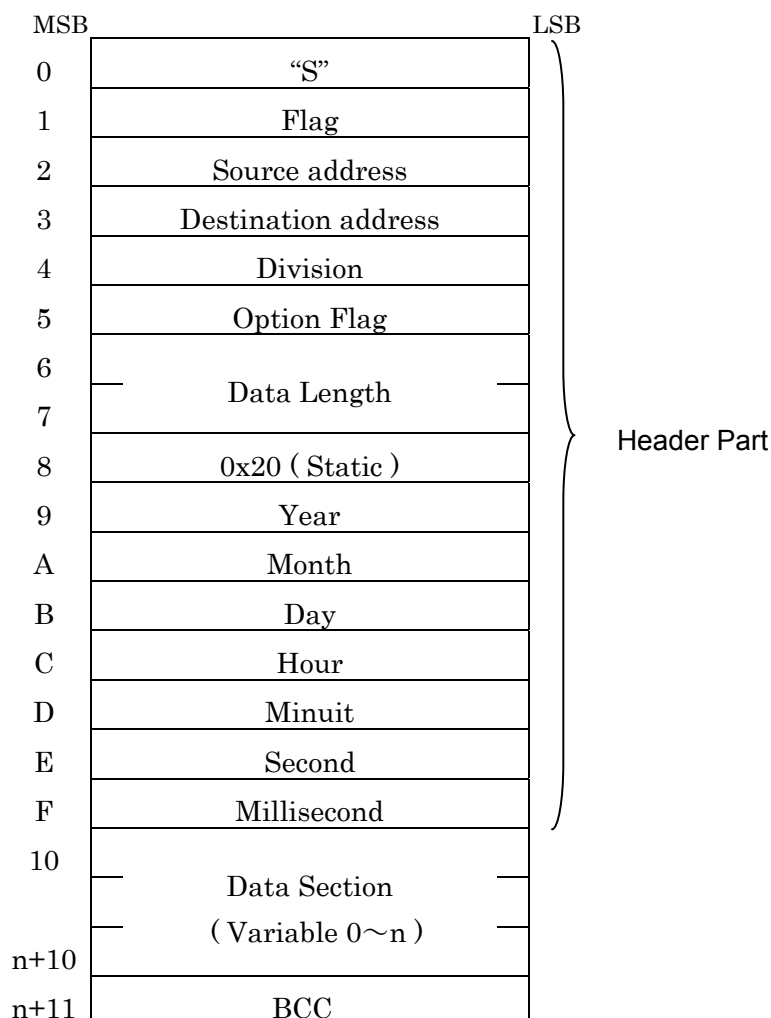 MSB LSB
0 “S”
1 Flag
2 Source address
3 Destination address
4 Division
5 Option Flag
6
Data Length
7
Header Part
8 0x20 ( Static )
9 Year
A Month
B Day
C Hour
D Minuit
E Second
F Millisecond
10
Data Section
( Variable 0～n )
n+10
n+11 BCC